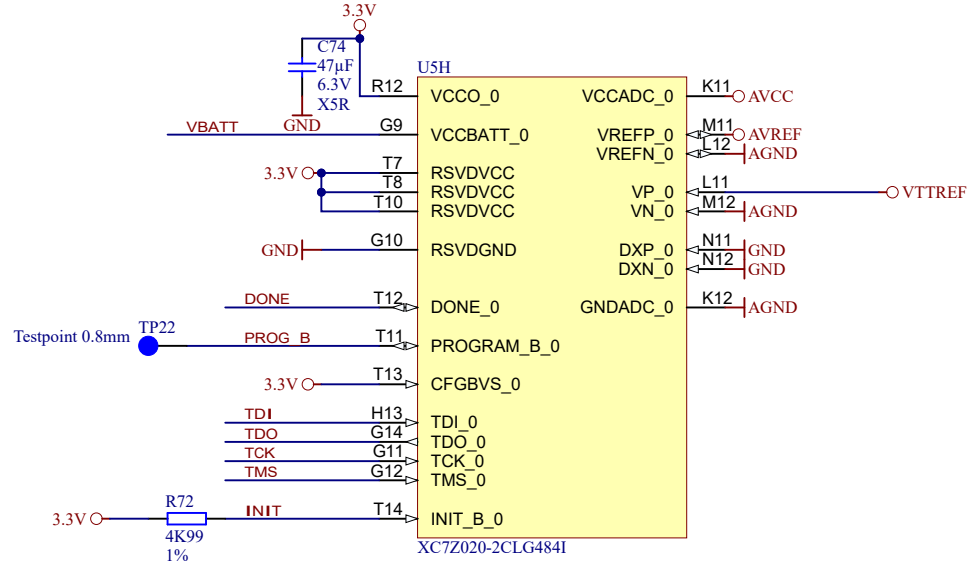 3.3V
C74
47µF
6.3V
X5R
GND
U5H
R12 VCCO_0 VCCADC_0 K11 AVCC
VBATT G9 VCCBATT_0 VREFP_0 M11 AVREF
VREFN_0 L12 AGND
3.3V T7 RSVDVCC
T8 RSVDVCC VP_0 L11 VTTREF
T10 RSVDVCC VN_0 M12 AGND
GND G10 RSVDGND DXP_0 N11 GND
DXN_0 N12 GND
DONE T12 DONE_0 GNDADC_0 K12 AGND
Testpoint 0.8mm TP22 PROG_B T11 PROGRAM_B_0
3.3V T13 CFGBVS_0
TDI H13 TDI_0
TDO G14 TDO_0
TCK G11 TCK_0
TMS G12 TMS_0
R72
3.3V INIT T14 INIT_B_0
4K99
1%
XC7Z020-2CLG484I